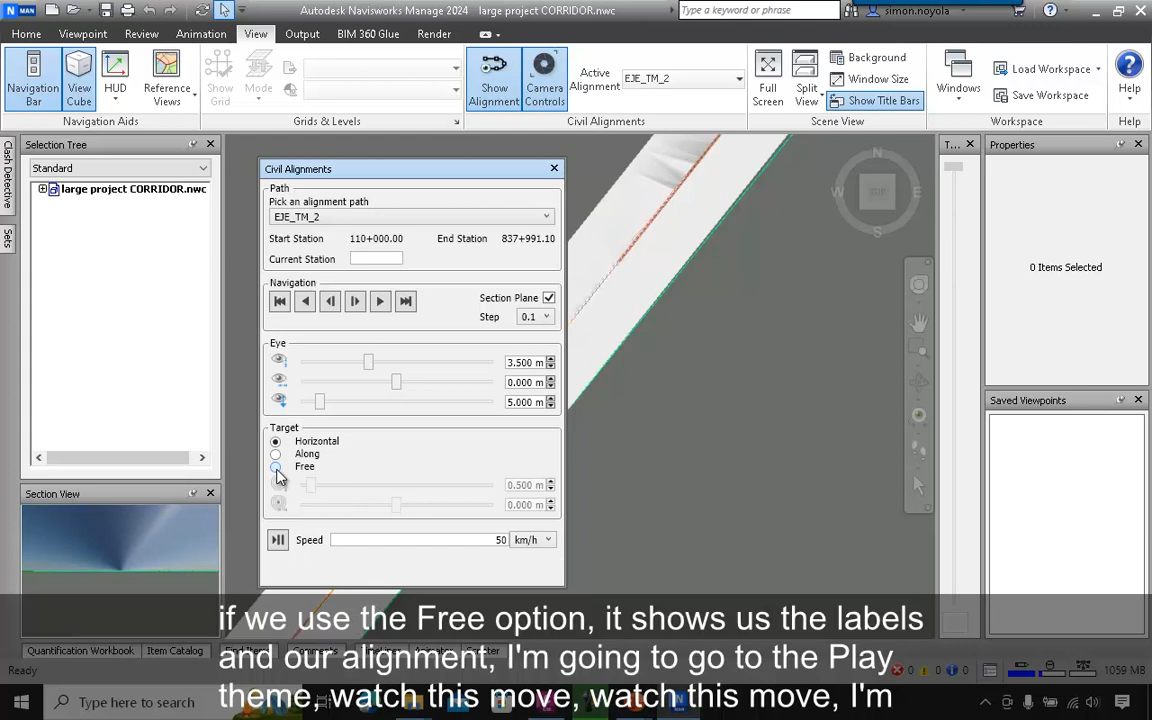 Autodesk Navisworks Manage 2024 large project CORRIDOR.nwc
Type a keyword or phrase
simon.noyola
MAN
Home Viewpoint Review Animation View Output BIM 360 Glue Render
Navigation Bar
View Cube
HUD
Reference Views
Show Grid
Mode
Show Alignment
Camera Controls
Active Alignment
EJE_TM_2
Full Screen
Split View
Background
Window Size
Show Title Bars
Windows
Load Workspace
Save Workspace
Help
Navigation Aids Grids & Levels Civil Alignments Scene View Workspace Help
Selection Tree
Standard
large project CORRIDOR.nwc
Clash Detective
Sets
Civil Alignments
Path
Pick an alignment path
EJE_TM_2
Start Station 110+000.00 End Station 837+991.10
Current Station
Navigation
Section Plane
Step 0.1
Eye
3.500 m
0.000 m
5.000 m
Target
Horizontal
Along
Free
0.500 m
0.000 m
Speed 50 km/h
N
W
E
S
T...
Properties
0 Items Selected
Saved Viewpoints
Section View
if we use the Free option, it shows us the labels
and our alignment, I'm going to go to the Play
theme, watch this move, watch this move, I'm
Quantification Workbook Item Catalog
Ready
1059 MB
Type here to search